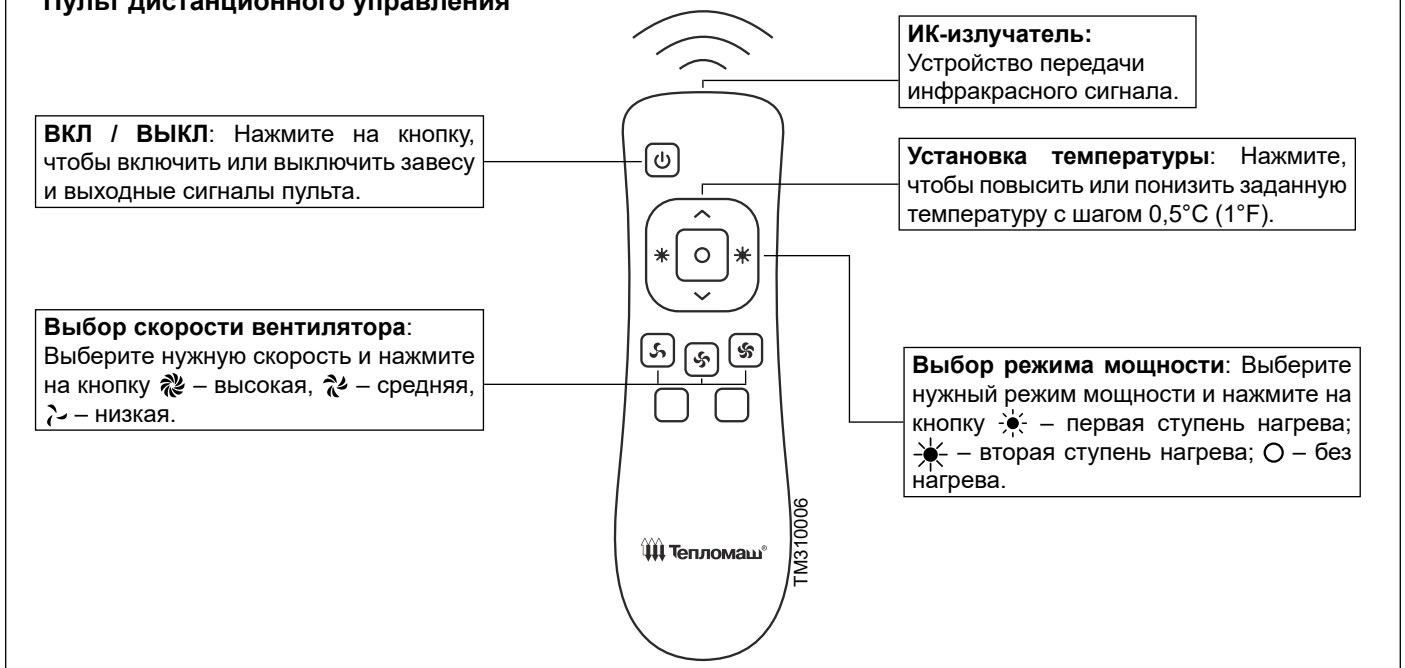 Пульт дистанционного управления
ИК-излучатель:
Устройство передачи
инфракрасного сигнала.
ВКЛ / ВЫКЛ: Нажмите на кнопку,
чтобы включить или выключить завесу
и выходные сигналы пульта.
Установка температуры: Нажмите,
чтобы повысить или понизить заданную
температуру с шагом 0,5°C (1°F).
Выбор скорости вентилятора:
Выберите нужную скорость и нажмите
на кнопку – высокая, – средняя,
– низкая.
Выбор режима мощности: Выберите
нужный режим мощности и нажмите на
кнопку – первая ступень нагрева;
– вторая ступень нагрева; – без
нагрева.
Тепломаш®
TM310006